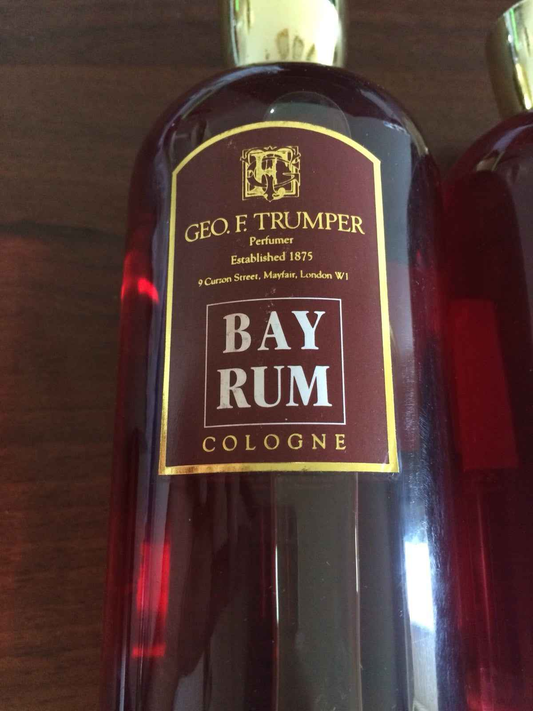 GEO. F. TRUMPER
Perfumer
Established 1875
9 Curzon Street, Mayfair, London W1
BAY
RUM
COLOGNE